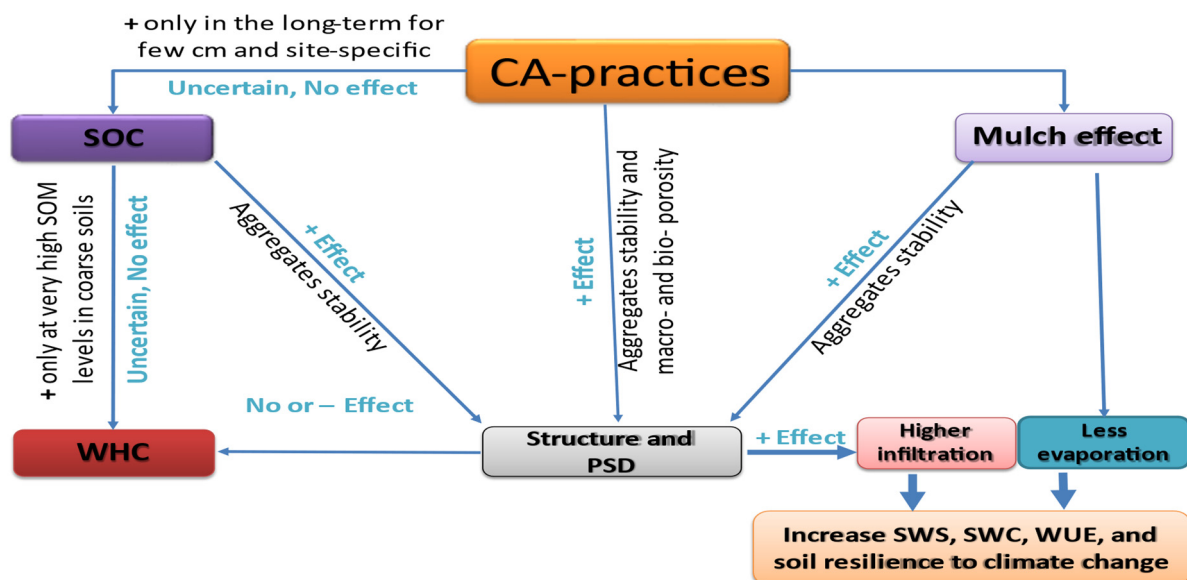 + only in the long-term for
few cm and site-specific
Uncertain, No effect
CA-practices
SOC
Mulch effect
+ only at very high SOM
levels in coarse soils
Uncertain, No effect
+ Effect
Aggregates stability
+ Effect
Aggregates stability and
macro- and bio- porosity
+ Effect
Aggregates stability
No or – Effect
WHC
Structure and
PSD
+ Effect
Higher
infiltration
Less
evaporation
Increase SWS, SWC, WUE, and
soil resilience to climate change